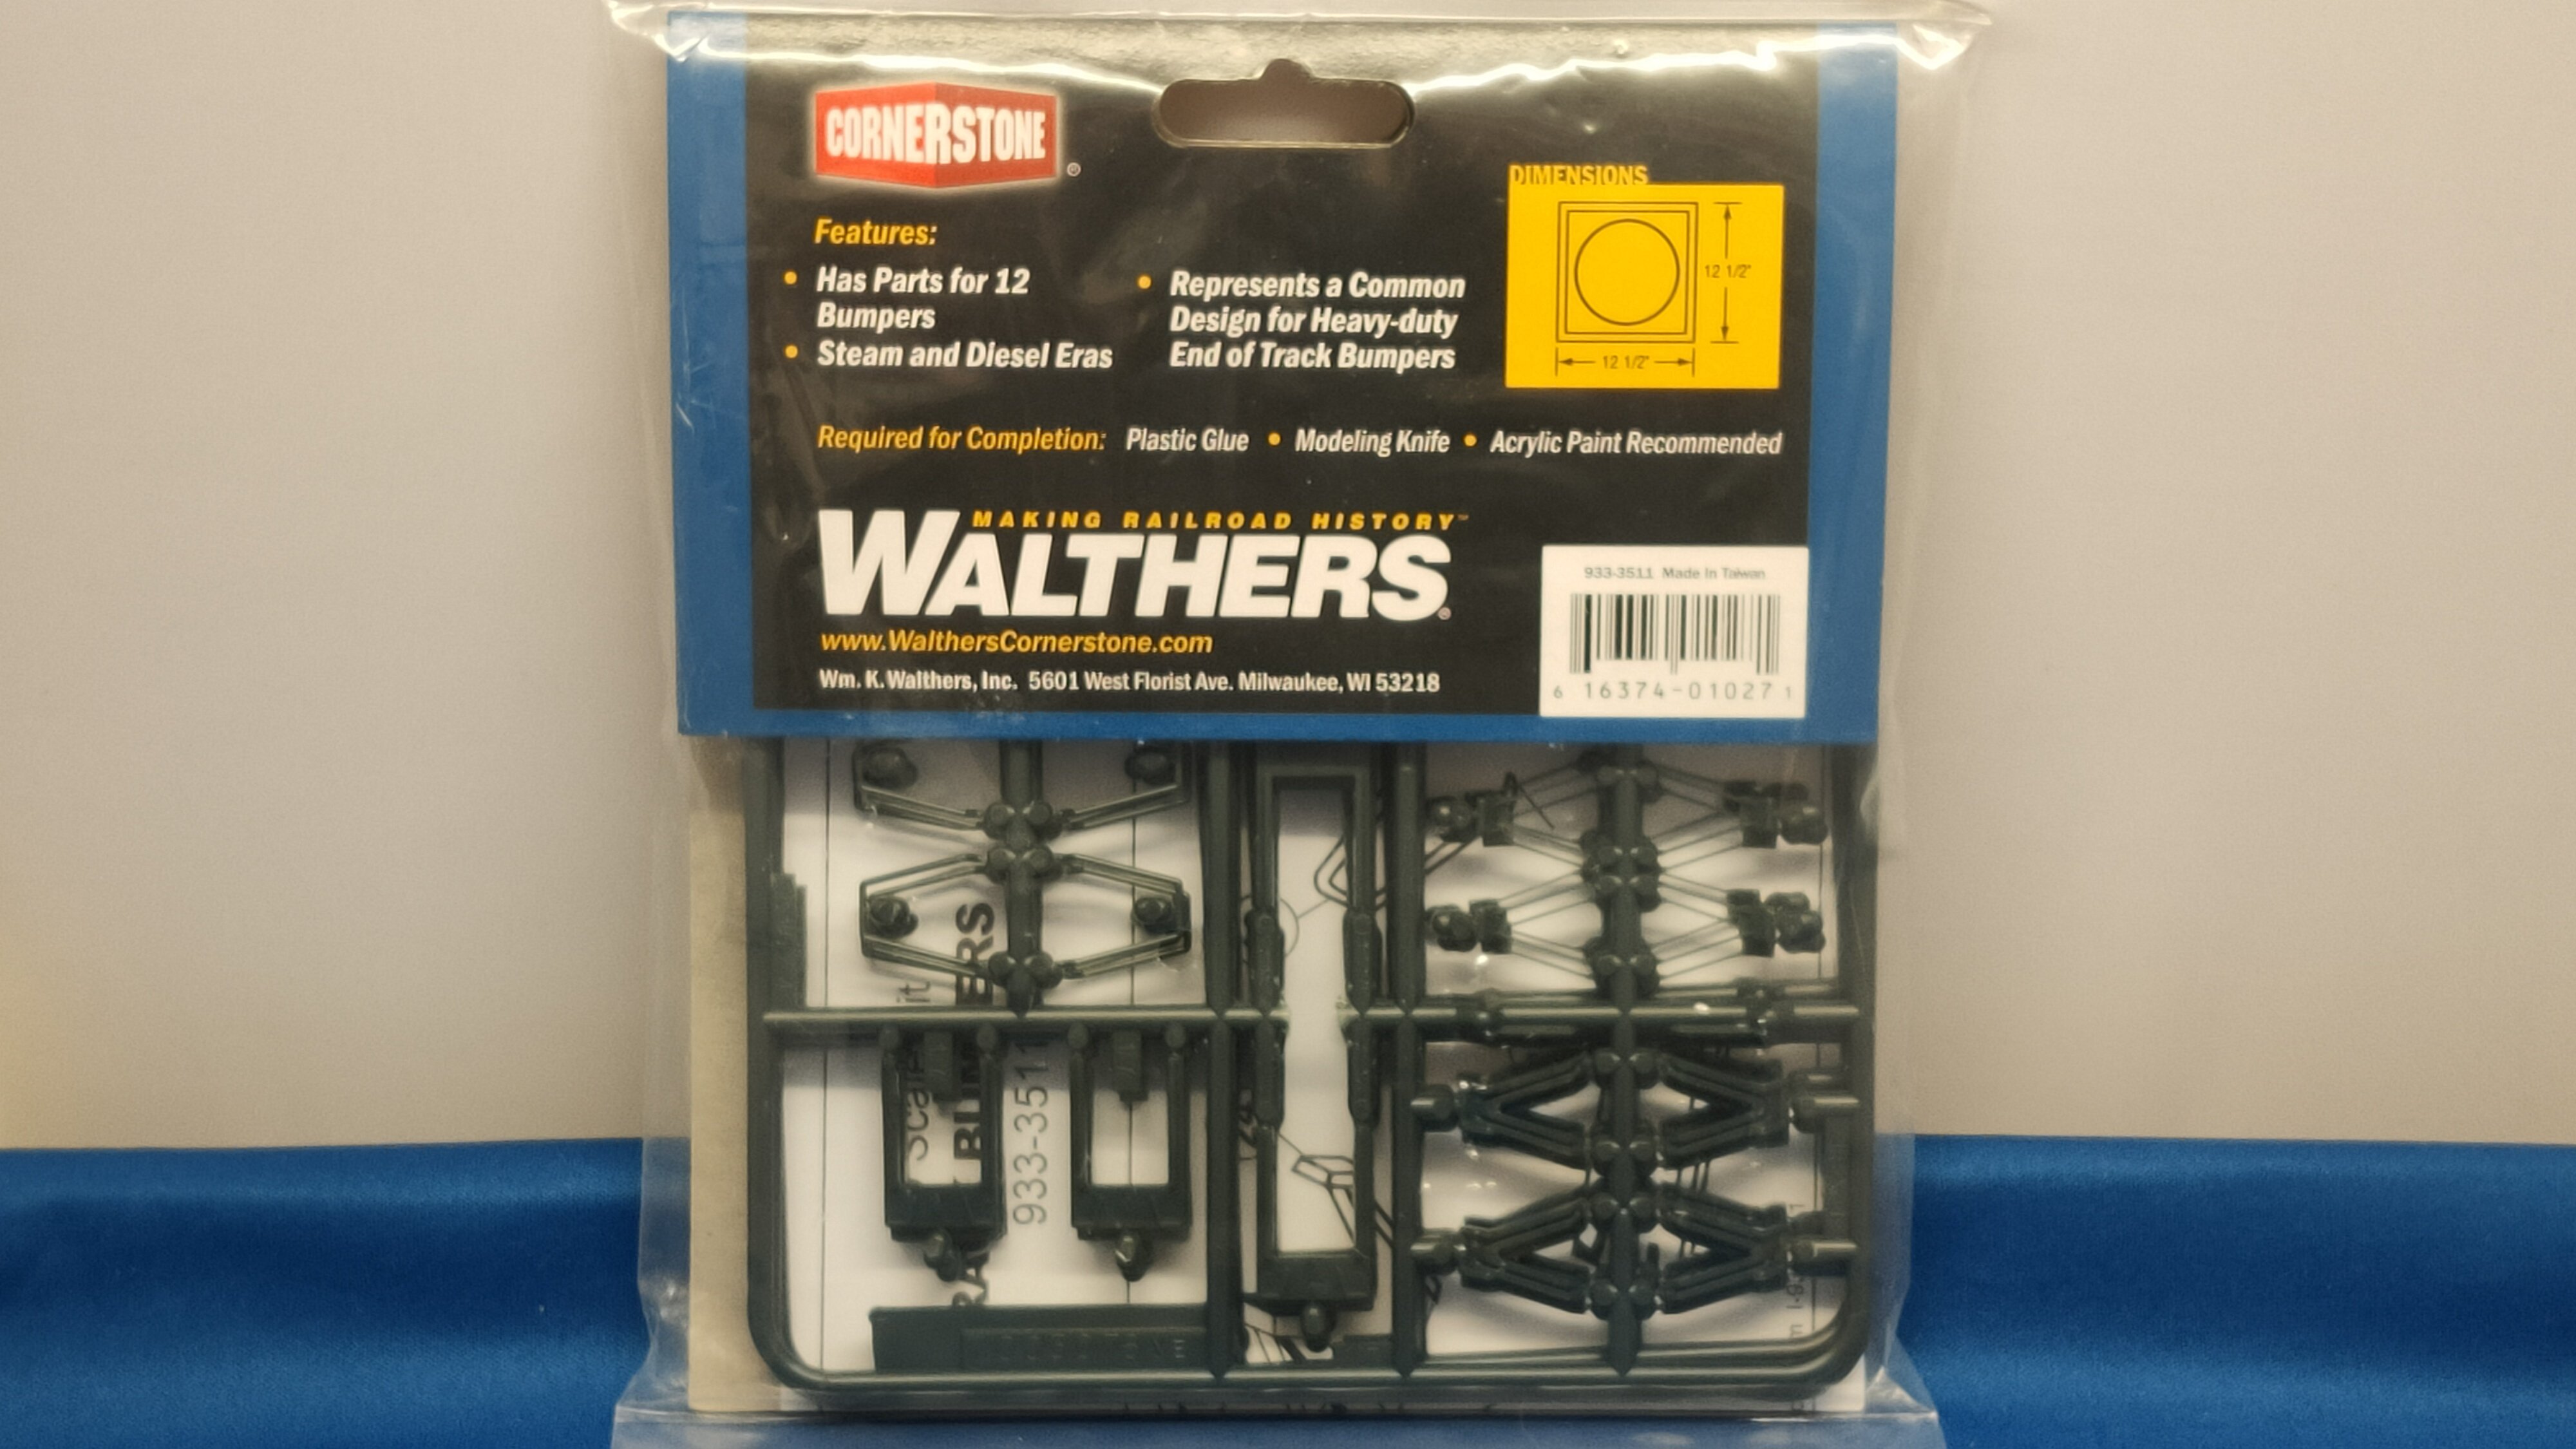 CORNERSTONE ®
Features:
• Has Parts for 12
Bumpers
• Steam and Diesel Eras
• Represents a Common
Design for Heavy-duty
End of Track Bumpers
DIMENSIONS
12 1/2"
12 1/2"
Required for Completion: Plastic Glue • Modeling Knife • Acrylic Paint Recommended
MAKING RAILROAD HISTORY™
WALTHERS®
www.WalthersCornerstone.com
Wm. K. Walthers, Inc. 5601 West Florist Ave. Milwaukee, WI 53218
933-3511 Made In Taiwan
6 16374-01027 1
933-3511